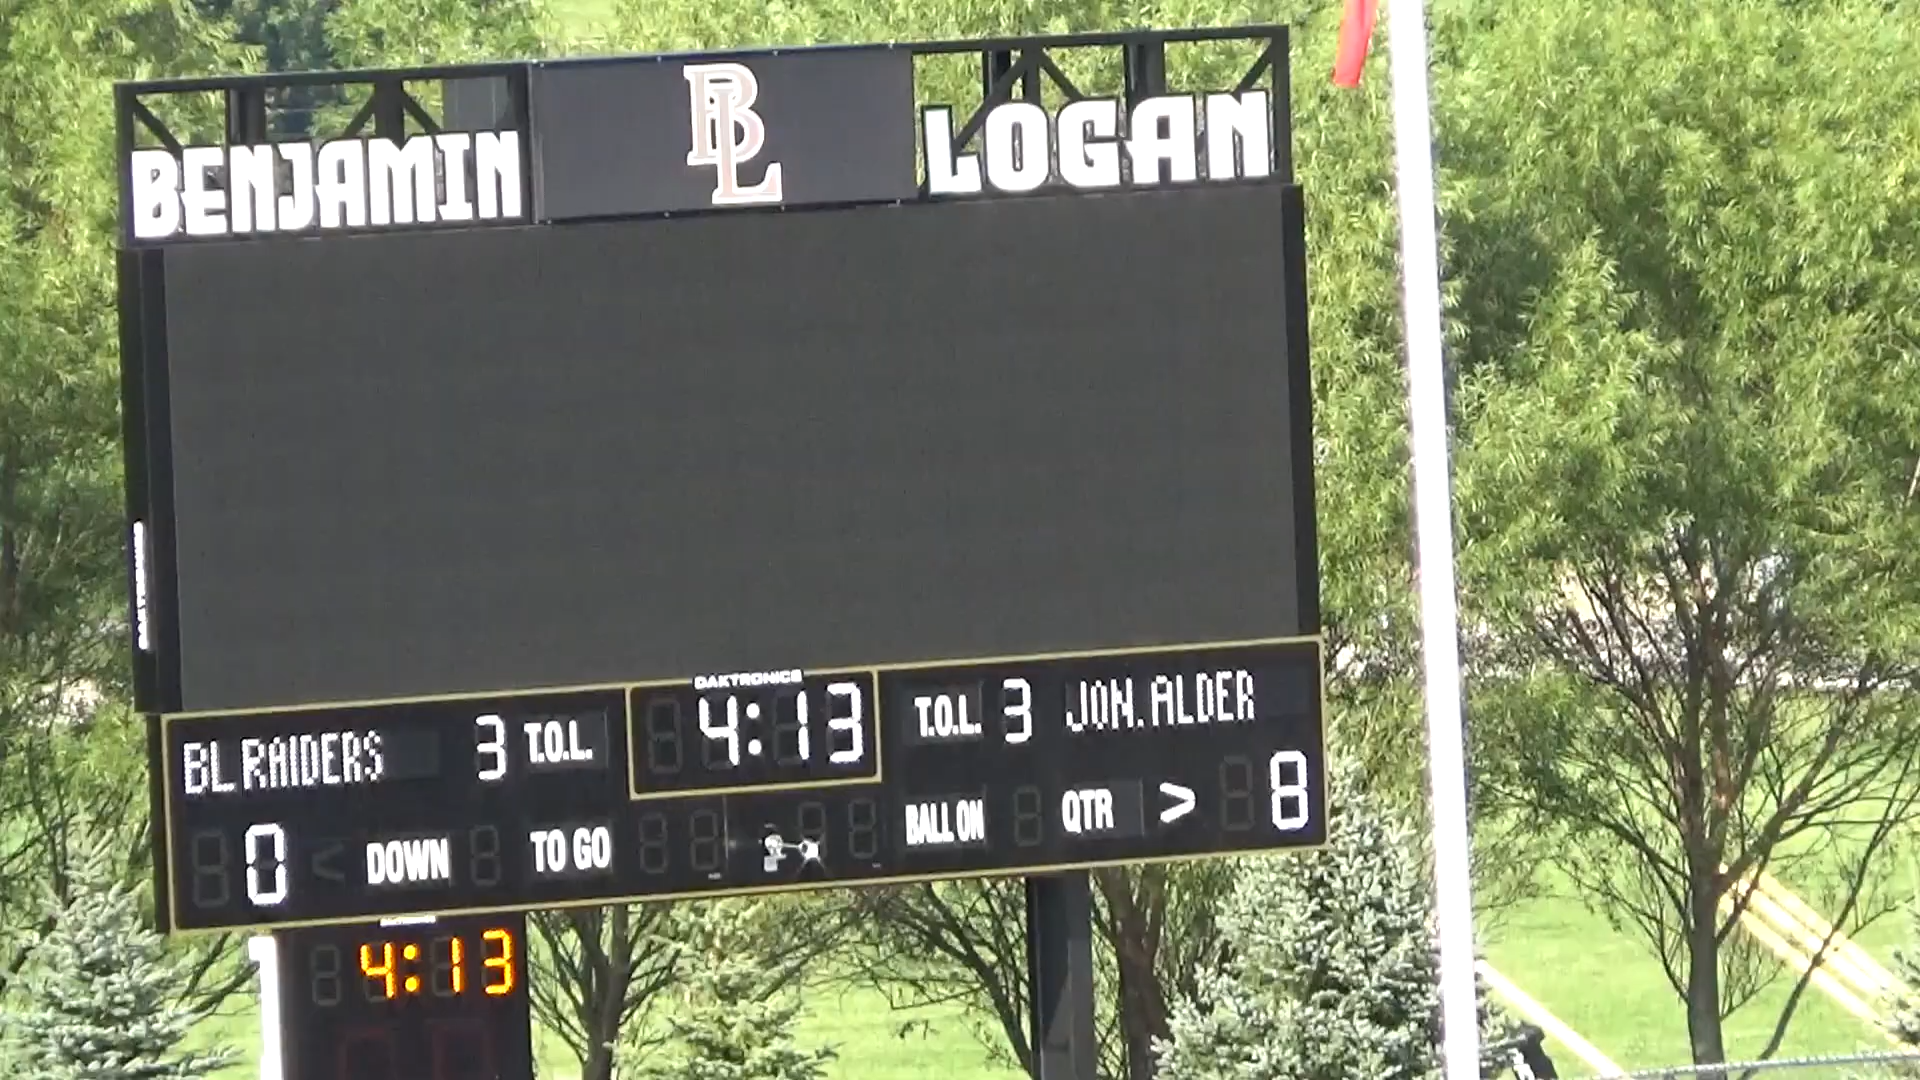 BENJAMIN BL LOGAN
DAKTRONICS
BL RAIDERS 3 T.O.L. 4:13 T.O.L. 3 JON. ALDER
0 DOWN TO GO BALL ON QTR > 8
4:13